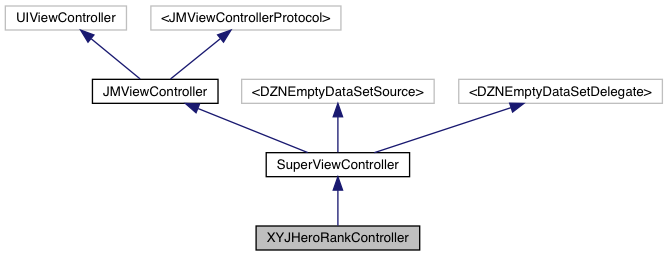 UIViewController
<JMViewControllerProtocol>
JMViewController
<DZNEmptyDataSetSource>
<DZNEmptyDataSetDelegate>
SuperViewController
XYJHeroRankController